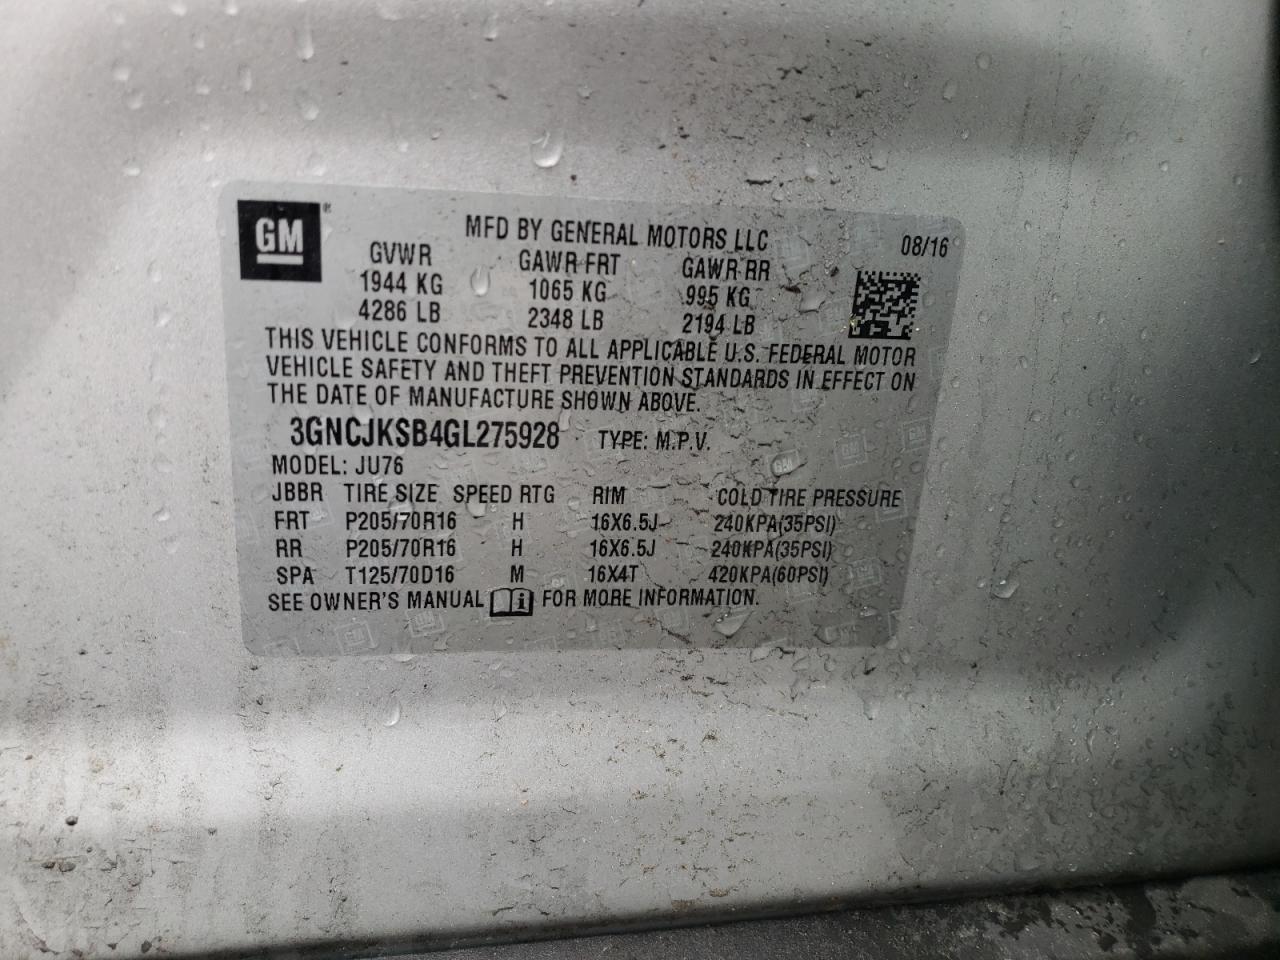 GM®
MFD BY GENERAL MOTORS LLC 08/16
GVWR GAWR FRT GAWR RR
1944 KG 1065 KG 995 KG
4286 LB 2348 LB 2194 LB
THIS VEHICLE CONFORMS TO ALL APPLICABLE U.S. FEDERAL MOTOR
VEHICLE SAFETY AND THEFT PREVENTION STANDARDS IN EFFECT ON
THE DATE OF MANUFACTURE SHOWN ABOVE.
3GNCJKSB4GL275928 TYPE: M.P.V.
MODEL: JU76
JBBR TIRE SIZE SPEED RTG RIM COLD TIRE PRESSURE
FRT P205/70R16 H 16X6.5J 240KPA(35PSI)
RR P205/70R16 H 16X6.5J 240KPA(35PSI)
SPA T125/70D16 M 16X4T 420KPA(60PSI)
SEE OWNER'S MANUAL FOR MORE INFORMATION.